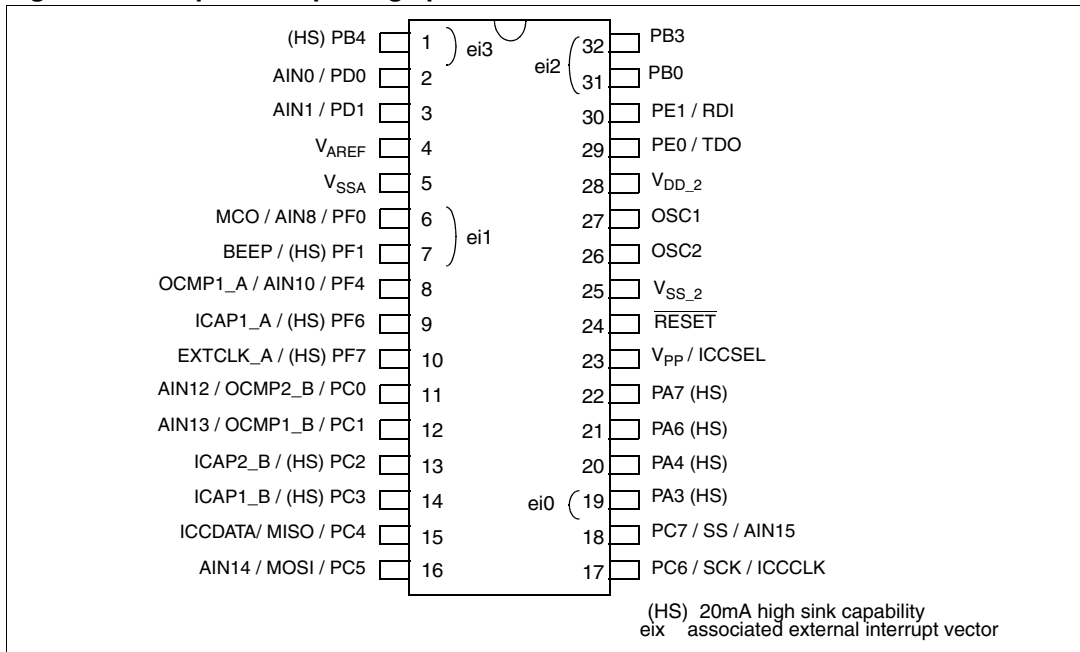 (HS) PB4 1 ei3 ei2 32 PB3
AIN0 / PD0 2 31 PB0
AIN1 / PD1 3 30 PE1 / RDI
VAREF 4 29 PE0 / TDO
VSSA 5 28 VDD_2
MCO / AIN8 / PF0 6 ei1 27 OSC1
BEEP / (HS) PF1 7 26 OSC2
OCMP1_A / AIN10 / PF4 8 25 VSS_2
ICAP1_A / (HS) PF6 9 24 RESET
EXTCLK_A / (HS) PF7 10 23 VPP / ICCSEL
AIN12 / OCMP2_B / PC0 11 22 PA7 (HS)
AIN13 / OCMP1_B / PC1 12 21 PA6 (HS)
ICAP2_B / (HS) PC2 13 20 PA4 (HS)
ICAP1_B / (HS) PC3 14 ei0 19 PA3 (HS)
ICCDATA/ MISO / PC4 15 18 PC7 / SS / AIN15
AIN14 / MOSI / PC5 16 17 PC6 / SCK / ICCCLK
(HS) 20mA high sink capability
eix associated external interrupt vector